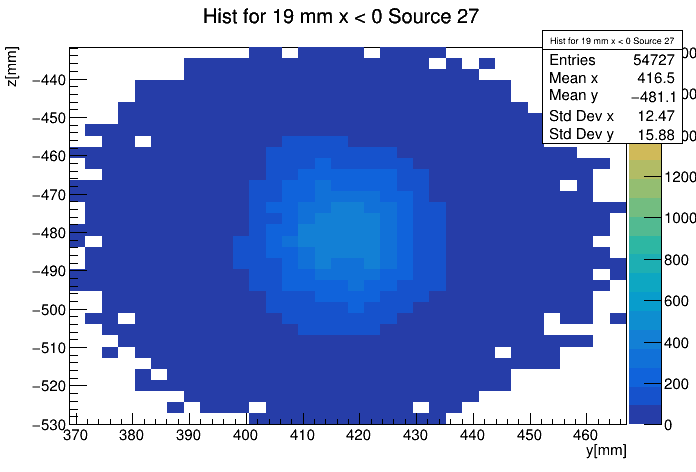 Hist for 19 mm x < 0 Source 27
z[mm]
Hist for 19 mm x < 0 Source 27
Entries 54727
Mean x 416.5
Mean y −481.1
Std Dev x 12.47
Std Dev y 15.88
−440
−450
−460
−470
−480
−490
−500
−510
−520
−530
1200
1000
800
600
400
200
0
370 380 390 400 410 420 430 440 450 460
y[mm]